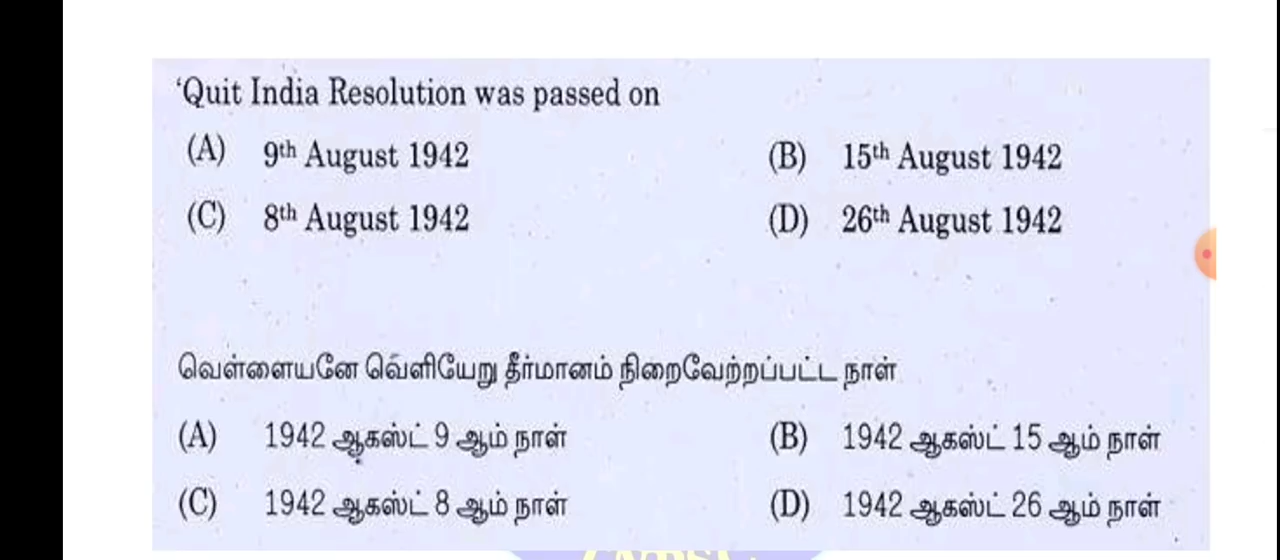 ‘Quit India Resolution was passed on
(A) 9th August 1942 (B) 15th August 1942
(C) 8th August 1942 (D) 26th August 1942
வெள்ளையனே வெளியேறு தீர்மானம் நிறைவேற்றப்பட்ட நாள்
(A) 1942 ஆகஸ்ட் 9 ஆம் நாள் (B) 1942 ஆகஸ்ட் 15 ஆம் நாள்
(C) 1942 ஆகஸ்ட் 8 ஆம் நாள் (D) 1942 ஆகஸ்ட் 26 ஆம் நாள்